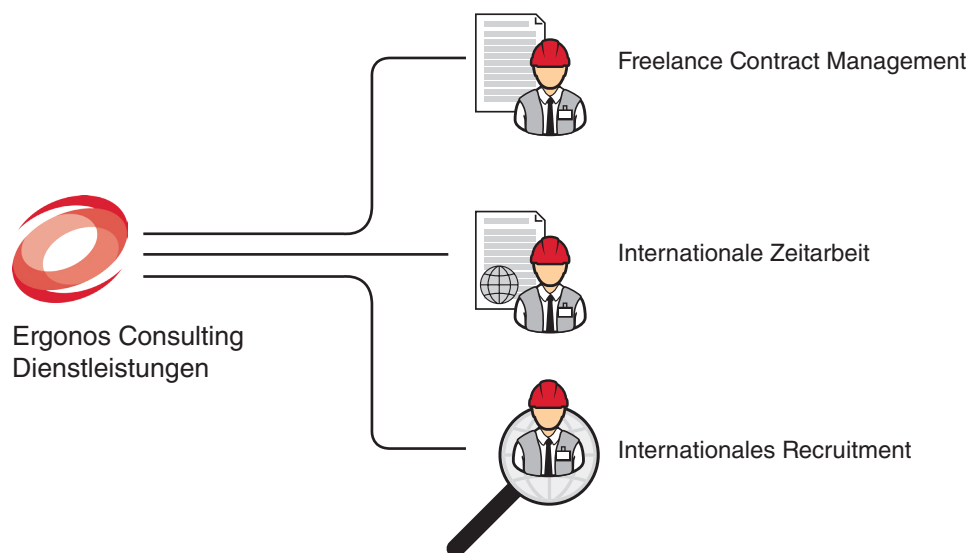 Freelance Contract Management
Internationale Zeitarbeit
Ergonos Consulting
Dienstleistungen
Internationales Recruitment